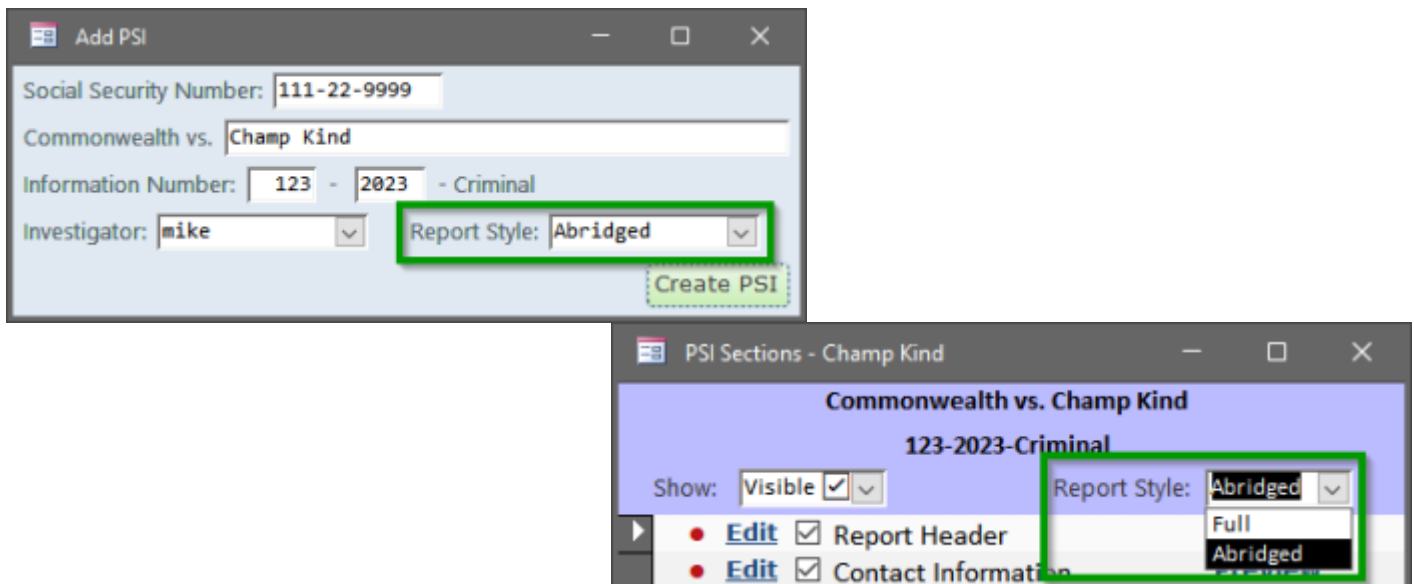 Add PSI
Social Security Number: 111-22-9999
Commonwealth vs. Champ Kind
Information Number: 123 - 2023 - Criminal
Investigator: mike Report Style: Abridged
Create PSI
PSI Sections - Champ Kind
Commonwealth vs. Champ Kind
123-2023-Criminal
Show: Visible Report Style: Abridged
Full
Edit Report Header
Abridged
Edit Contact Information